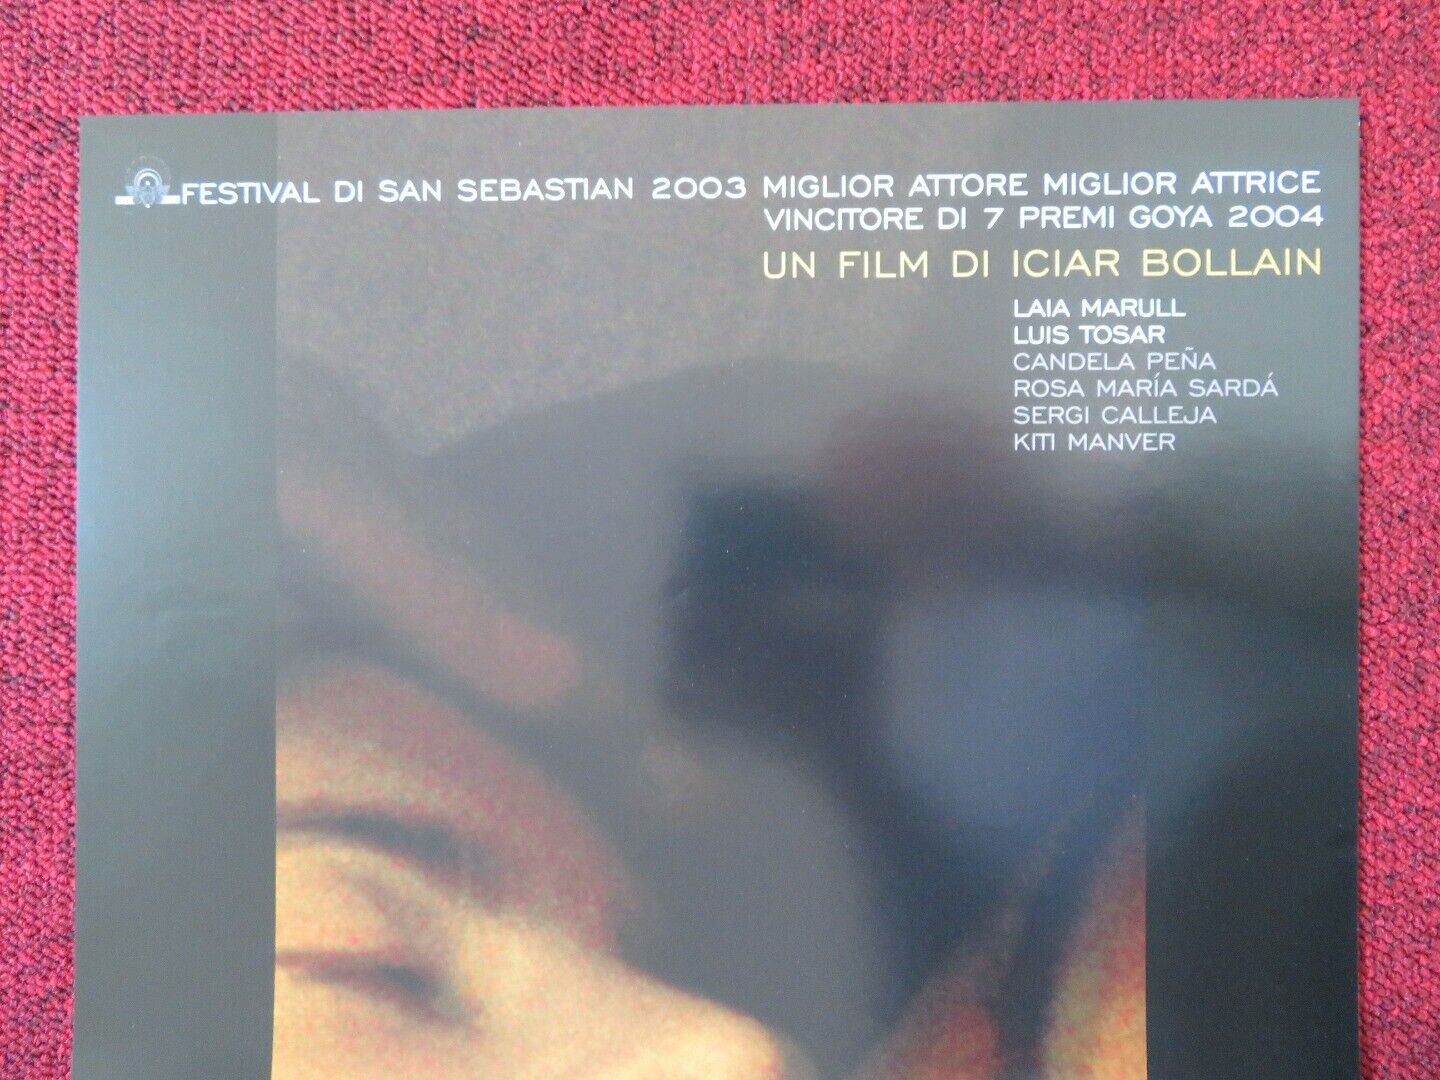 FESTIVAL DI SAN SEBASTIAN 2003 MIGLIOR ATTORE MIGLIOR ATTRICE
VINCITORE DI 7 PREMI GOYA 2004
UN FILM DI ICIAR BOLLAIN
LAIA MARULL
LUIS TOSAR
CANDELA PEÑA
ROSA MARÍA SARDÁ
SERGI CALLEJA
KITI MANVER